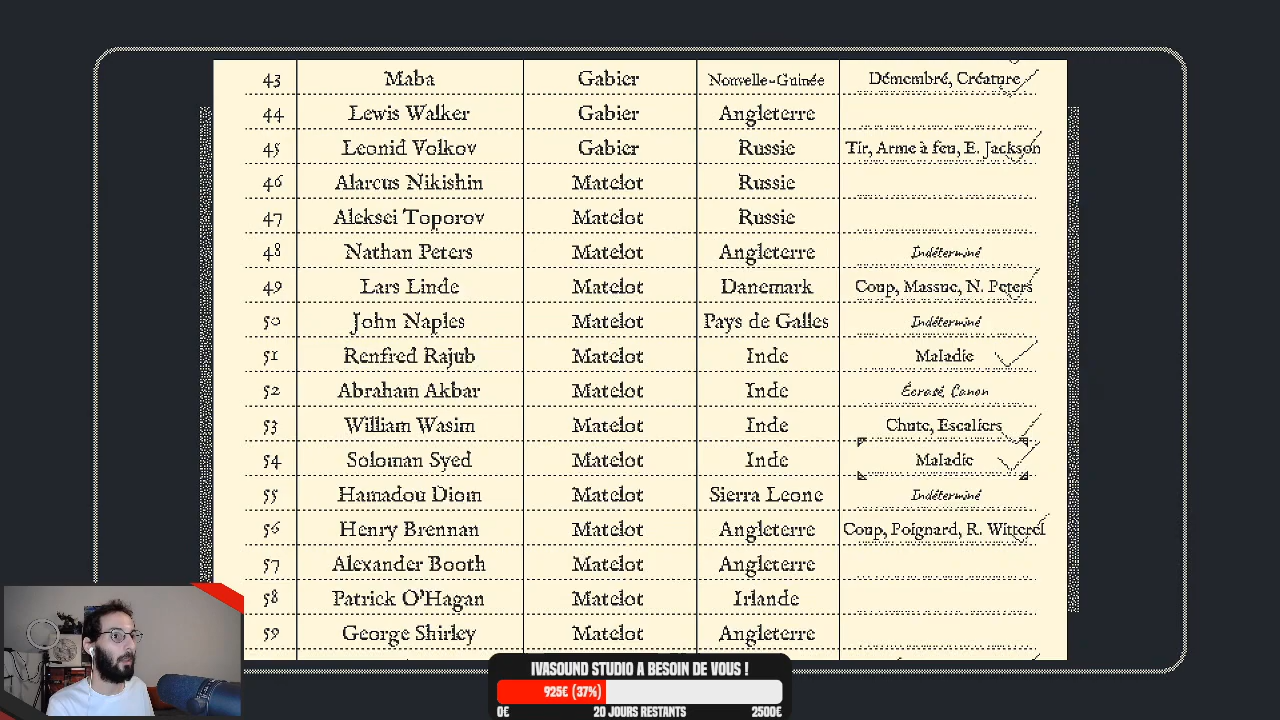 43 Maba Gabier Nouvelle-Guinée Démembré, Créature
44 Lewis Walker Gabier Angleterre
45 Leonid Volkov Gabier Russie Tir, Arme à feu, E. Jackson
46 Alarcus Nikishin Matelot Russie
47 Aleksei Toporov Matelot Russie
48 Nathan Peters Matelot Angleterre Indéterminé
49 Lars Linde Matelot Danemark Coup, Massue, N. Peters
50 John Naples Matelot Pays de Galles Indéterminé
51 Renfred Rajub Matelot Inde Maladie
52 Abraham Akbar Matelot Inde Écrasé, Canon
53 William Wasim Matelot Inde Chute, Escaliers
54 Soloman Syed Matelot Inde Maladie
55 Hamadou Diom Matelot Sierra Leone Indéterminé
56 Henry Brennan Matelot Angleterre Coup, Poignard, R. Witterel
57 Alexander Booth Matelot Angleterre
58 Patrick O'Hagan Matelot Irlande
59 George Shirley Matelot Angleterre
IVASOUND STUDIO A BESOIN DE VOUS !
925€ (37%)
0€ 20 JOURS RESTANTS 2500€